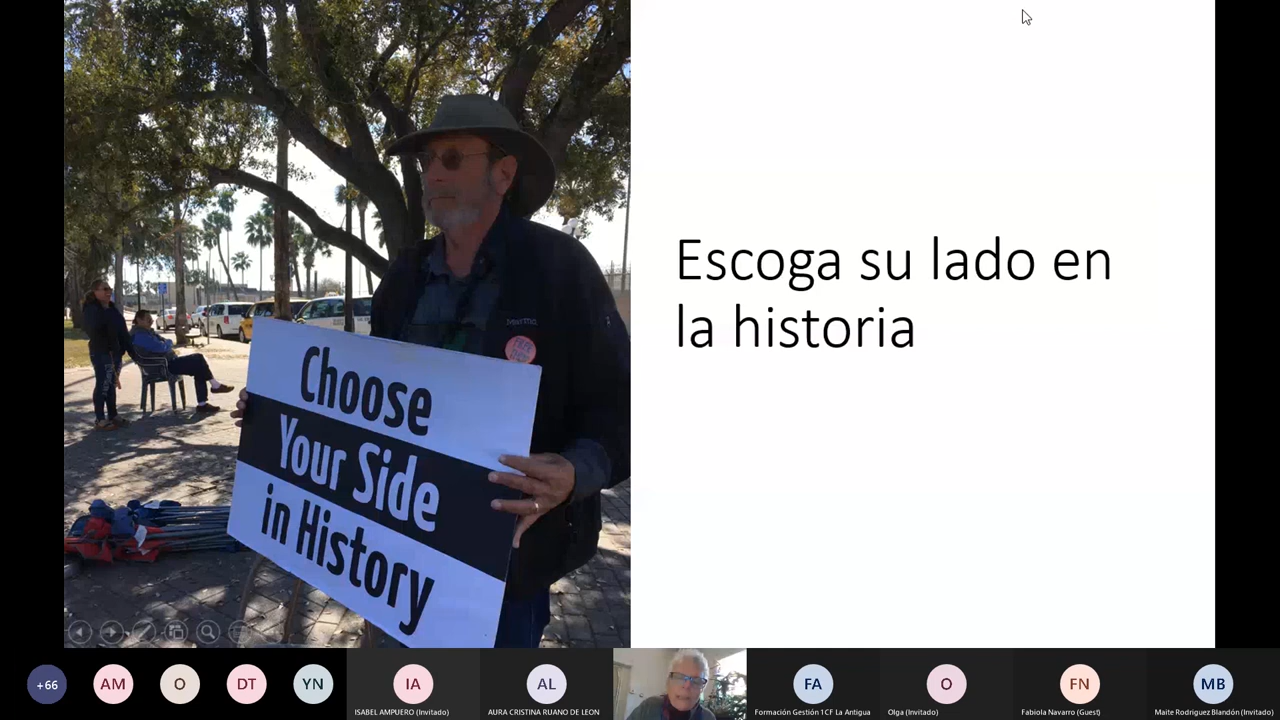 Escoga su lado en
la historia
Choose
Your Side
in History
+66
AM
O
DT
YN
IA
AL
FA
O
FN
MB
ISABEL AMPUERO (Invitado)
AURA CRISTINA RUANO DE LEON
Formación Gestión 1CF La Antigua
Olga (Invitado)
Fabiola Navarro (Guest)
Maite Rodriguez Blandón (Invitado)